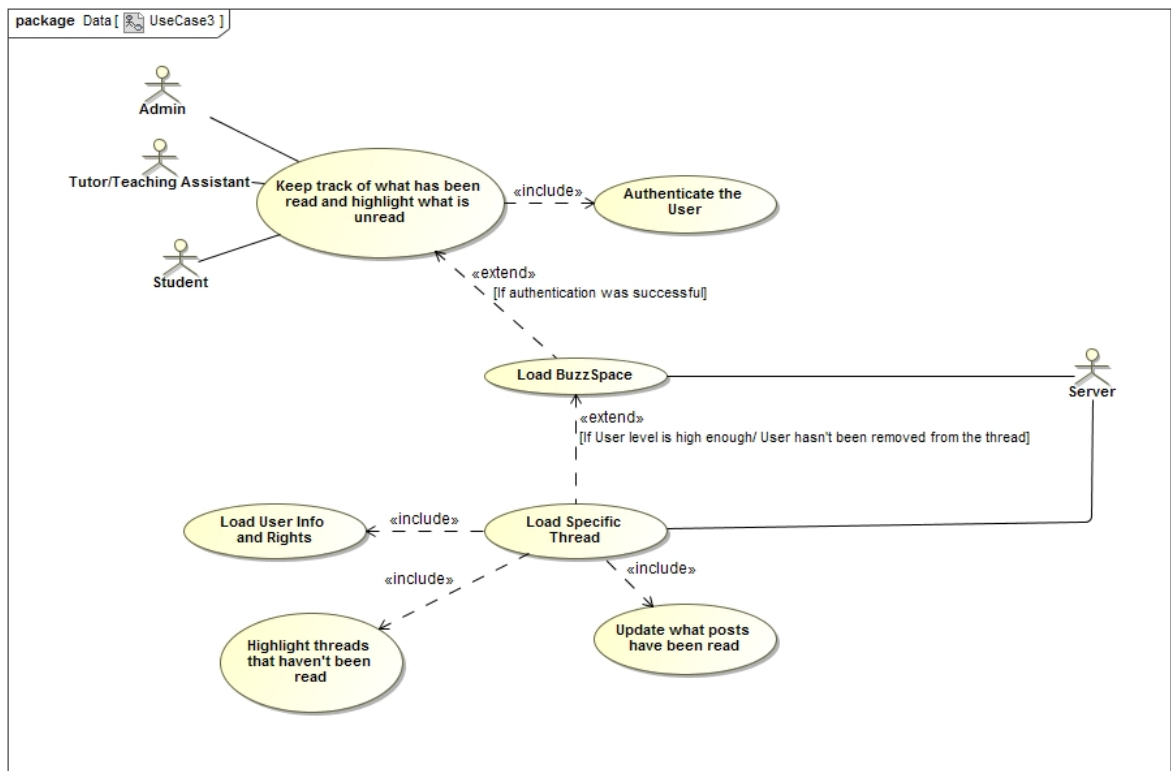 package Data [ UseCase3 ]
Admin
Tutor/Teaching Assistant
Student
Keep track of what has been
read and highlight what is
unread
«include»
Authenticate the
User
«extend»
[If authentication was successful]
Load BuzzSpace
Server
«extend»
[If User level is high enough/ User hasn't been removed from the thread]
Load User Info
and Rights
«include»
Load Specific
Thread
«include»
«include»
Highlight threads
that haven't been
read
Update what posts
have been read